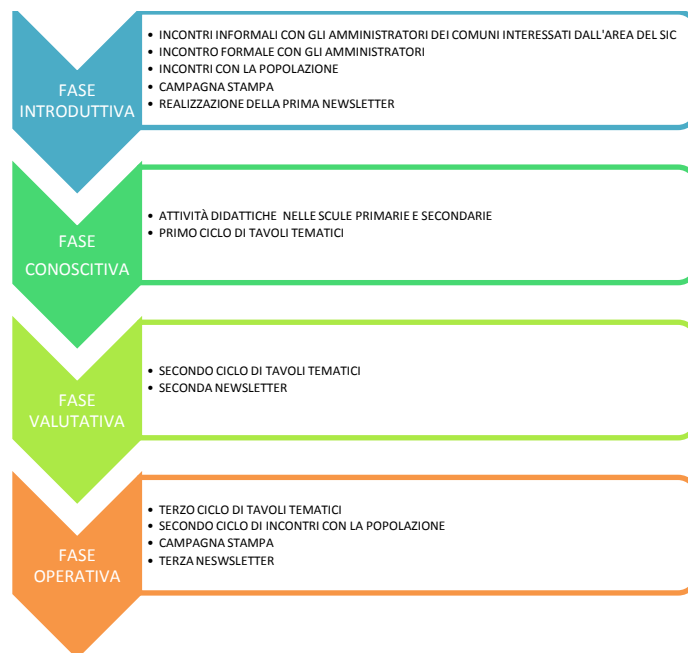 FASE
INTRODUTTIVA
• INCONTRI INFORMALI CON GLI AMMINISTRATORI DEI COMUNI INTERESSATI DALL'AREA DEL SIC
• INCONTRO FORMALE CON GLI AMMINISTRATORI
• INCONTRI CON LA POPOLAZIONE
• CAMPAGNA STAMPA
• REALIZZAZIONE DELLA PRIMA NEWSLETTER
FASE
CONOSCITIVA
• ATTIVITÀ DIDATTICHE NELLE SCULE PRIMARIE E SECONDARIE
• PRIMO CICLO DI TAVOLI TEMATICI
FASE
VALUTATIVA
• SECONDO CICLO DI TAVOLI TEMATICI
• SECONDA NEWSLETTER
FASE
OPERATIVA
• TERZO CICLO DI TAVOLI TEMATICI
• SECONDO CICLO DI INCONTRI CON LA POPOLAZIONE
• CAMPAGNA STAMPA
• TERZA NESWSLETTER